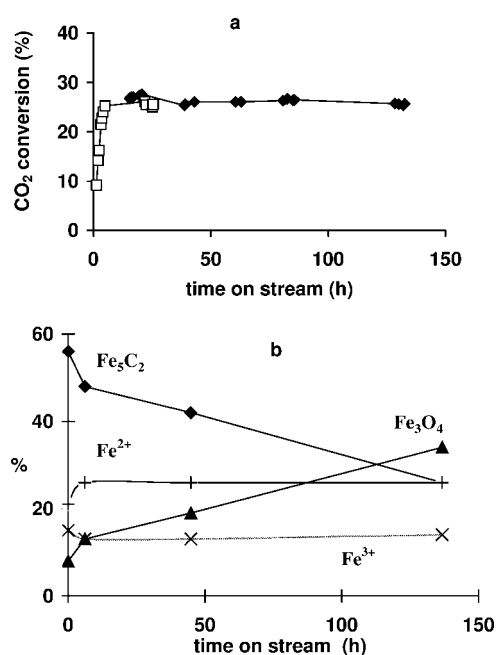 a
CO₂ conversion (%)
40
30
20
10
0
0 50 100 150
time on stream (h)
b
60
40
20
0
%
Fe₅C₂
Fe₃O₄
Fe²⁺
Fe³⁺
0 50 100 150
time on stream (h)